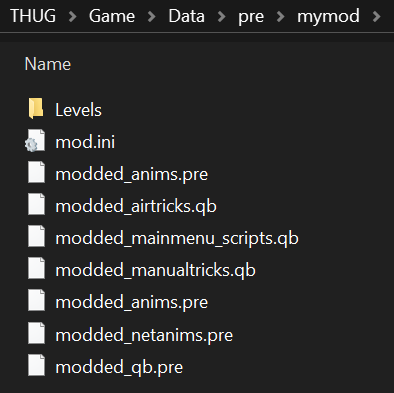 THUG > Game > Data > pre > mymod >
Name
Levels
mod.ini
modded_anims.pre
modded_airtricks.qb
modded_mainmenu_scripts.qb
modded_manualtricks.qb
modded_anims.pre
modded_netanims.pre
modded_qb.pre